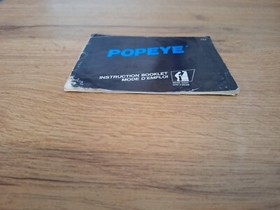 POPEYE
INSTRUCTION BOOKLET
MODE D'EMPLOI